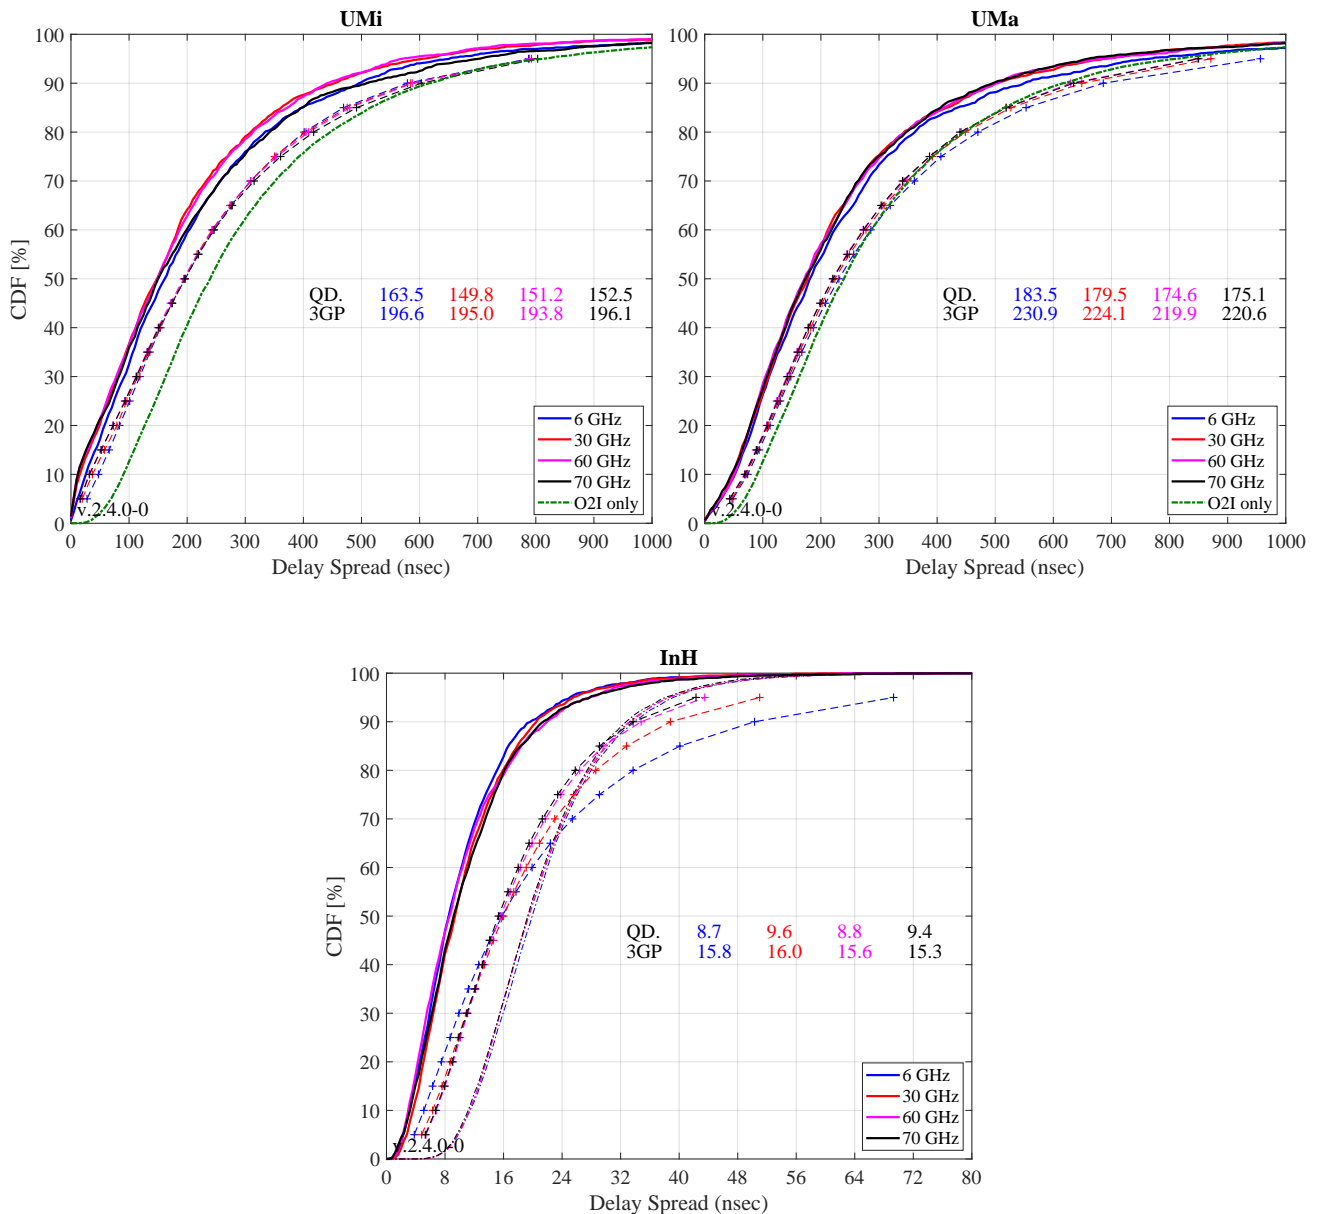 UMi
CDF [%]
100
90
80
70
60
50
40
30
20
10
0
QD. 163.5 149.8 151.2 152.5
3GP 196.6 195.0 193.8 196.1
6 GHz
30 GHz
60 GHz
70 GHz
O2I only
v.2.4.0-0
0 100 200 300 400 500 600 700 800 900 1000
Delay Spread (nsec)
UMa
100
90
80
70
60
50
40
30
20
10
0
QD. 183.5 179.5 174.6 175.1
3GP 230.9 224.1 219.9 220.6
6 GHz
30 GHz
60 GHz
70 GHz
O2I only
v.2.4.0-0
0 100 200 300 400 500 600 700 800 900 1000
Delay Spread (nsec)
InH
CDF [%]
100
90
80
70
60
50
40
30
20
10
0
QD. 8.7 9.6 8.8 9.4
3GP 15.8 16.0 15.6 15.3
6 GHz
30 GHz
60 GHz
70 GHz
v.2.4.0-0
0 8 16 24 32 40 48 56 64 72 80
Delay Spread (nsec)